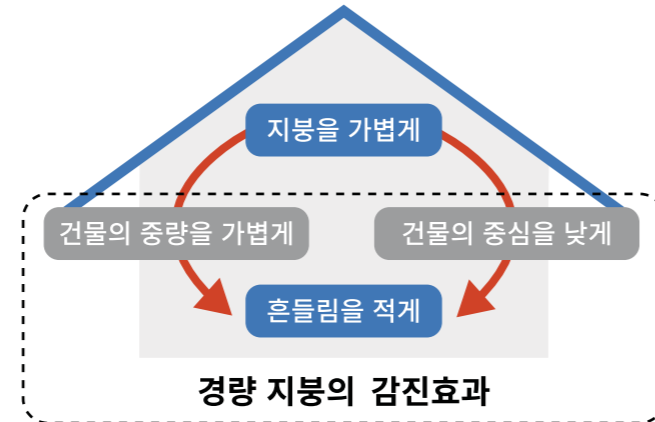 지붕을 가볍게
건물의 중량을 가볍게
건물의 중심을 낮게
흔들림을 적게
경량 지붕의 감진효과